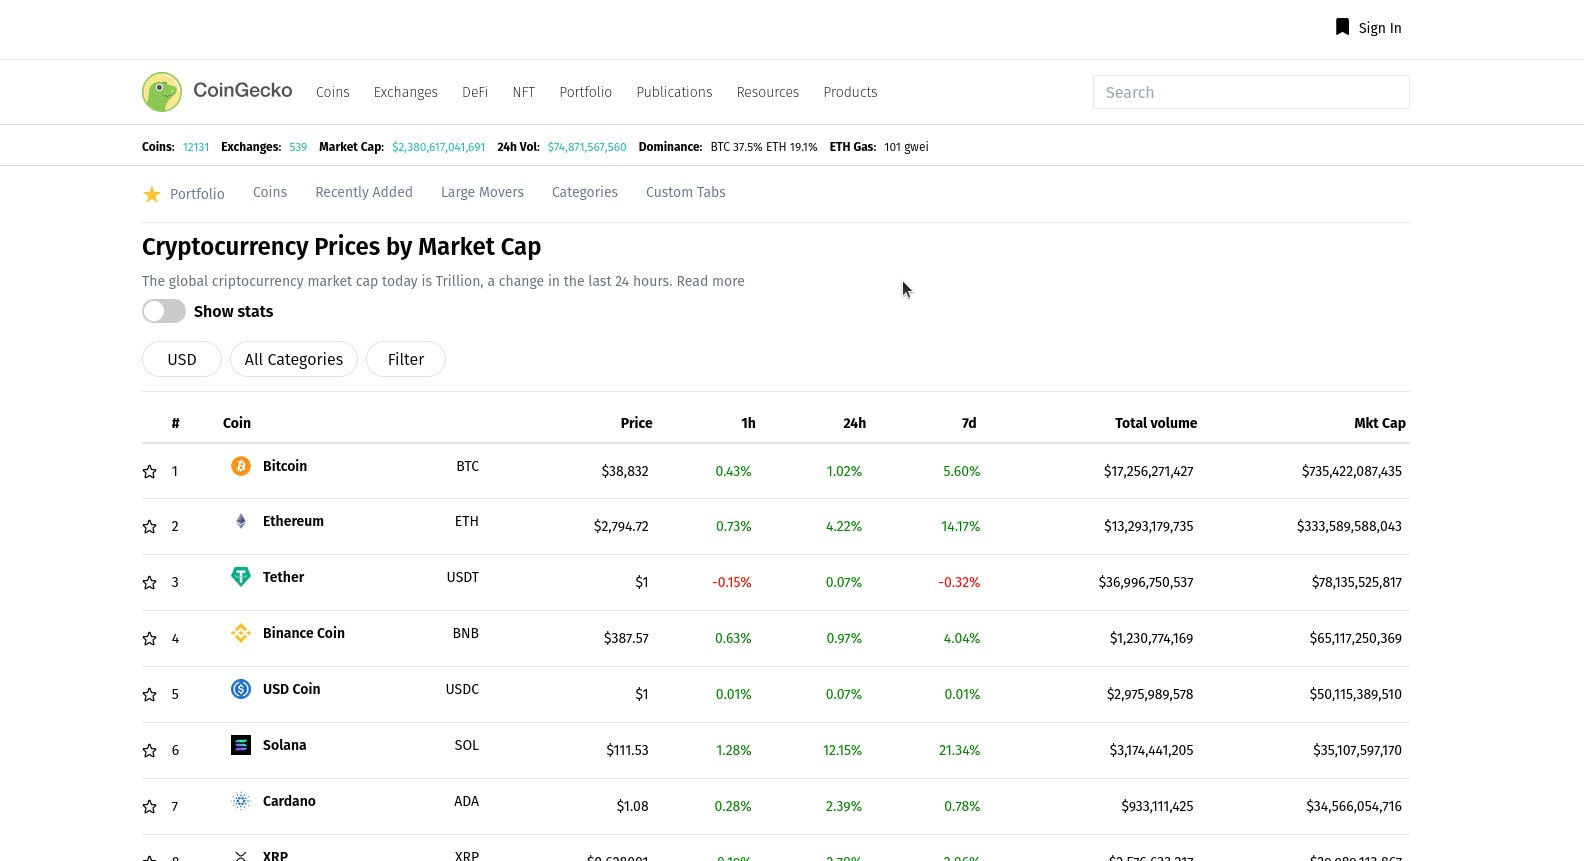 Sign In
CoinGecko Coins Exchanges DeFi NFT Portfolio Publications Resources Products Search
Coins: 12131 Exchanges: 539 Market Cap: $2,380,617,041,691 24h Vol: $74,871,567,560 Dominance: BTC 37.5% ETH 19.1% ETH Gas: 101 gwei
Portfolio Coins Recently Added Large Movers Categories Custom Tabs
Cryptocurrency Prices by Market Cap
The global criptocurrency market cap today is Trillion, a change in the last 24 hours. Read more
Show stats
USD All Categories Filter
# Coin Price 1h 24h 7d Total volume Mkt Cap
1 Bitcoin BTC $38,832 0.43% 1.02% 5.60% $17,256,271,427 $735,422,087,435
2 Ethereum ETH $2,794.72 0.73% 4.22% 14.17% $13,293,179,735 $333,589,588,043
3 Tether USDT $1 -0.15% 0.07% -0.32% $36,996,750,537 $78,135,525,817
4 Binance Coin BNB $387.57 0.63% 0.97% 4.04% $1,230,774,169 $65,117,250,369
5 USD Coin USDC $1 0.01% 0.07% 0.01% $2,975,989,578 $50,115,389,510
6 Solana SOL $111.53 1.28% 12.15% 21.34% $3,174,441,205 $35,107,597,170
7 Cardano ADA $1.08 0.28% 2.39% 0.78% $933,111,425 $34,566,054,716
XRP XRP